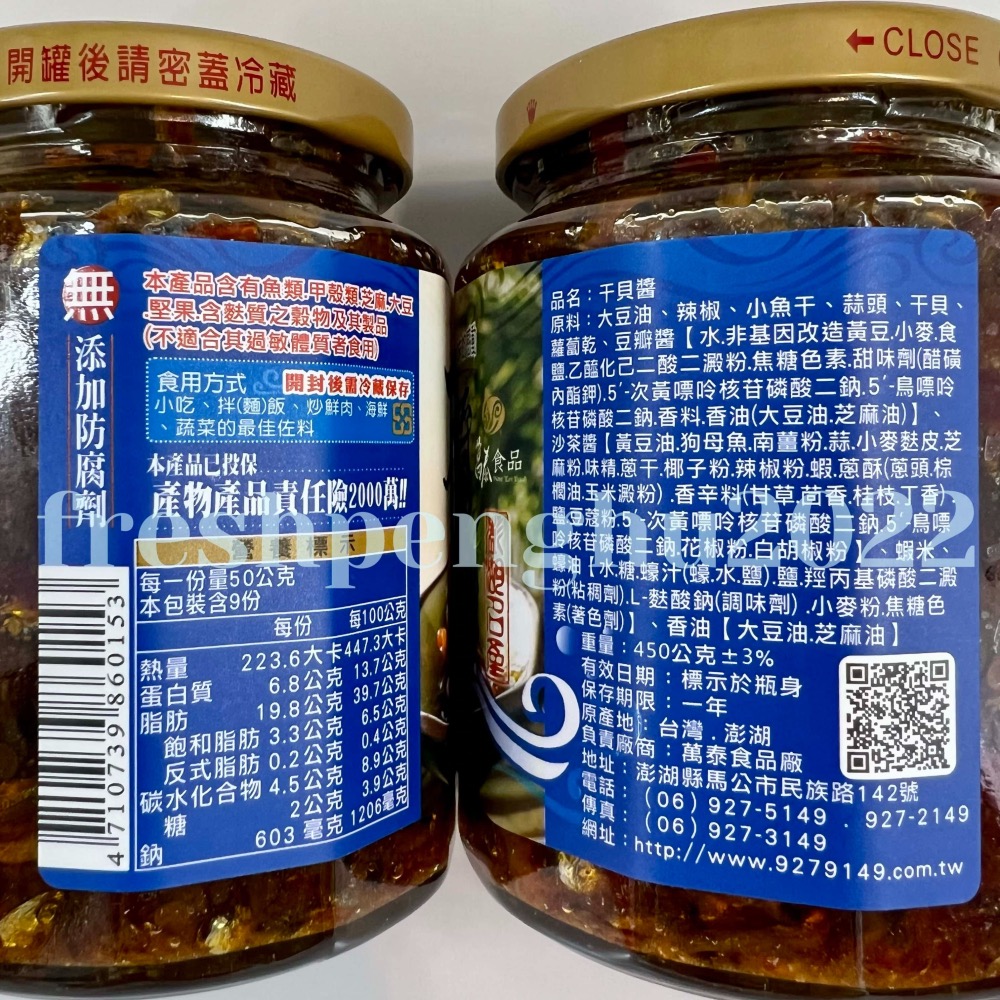 開罐後請密蓋冷藏
無
添加防腐劑
本產品含有魚類.甲殼類.芝麻.大豆
.堅果.含麩質之穀物及其製品
(不適合其過敏體質者食用)
食用方式 開封後需冷藏保存
小吃、拌(麵)飯、炒鮮肉、海鮮
、蔬菜的最佳佐料
本產品已投保
產物產品責任險2000萬!!
營養標示
每一份量50公克
本包裝含9份
每份 每100公克
熱量 223.6大卡 447.3大卡
蛋白質 6.8公克 13.7公克
脂肪 19.8公克 39.7公克
飽和脂肪 3.3公克 6.5公克
反式脂肪 0.2公克 0.4公克
碳水化合物 4.5公克 8.9公克
糖 2公克 3.9公克
鈉 603毫克 1206毫克
4 710739 860153
←CLOSE
食品
品名：干貝醬
原料：大豆油、辣椒、小魚干、蒜頭、干貝、
蘿蔔乾、豆瓣醬【水.非基因改造黃豆.小麥.食
鹽.乙醯化己二酸二澱粉.焦糖色素.甜味劑(醋磺
內酯鉀).5'-次黃嘌呤核苷磷酸二鈉.5'-鳥嘌呤
核苷磷酸二鈉.香料.香油(大豆油.芝麻油)】、
沙茶醬【黃豆油.狗母魚.南薑粉.蒜.小麥麩皮.芝
麻粉.味精.蔥干.椰子粉.辣椒粉.蝦.蔥酥(蔥頭.棕
櫚油.玉米澱粉).香辛料(甘草.茴香.桂枝.丁香).
鹽.豆蔻粉.5'-次黃嘌呤核苷磷酸二鈉.5'-鳥嘌
呤核苷磷酸二鈉.花椒粉.白胡椒粉】、蝦米、
蠔油【水.糖.蠔汁(蠔.水.鹽).鹽.羥丙基磷酸二澱
粉(粘稠劑).L-麩酸鈉(調味劑).小麥粉.焦糖色
素(著色劑)】、香油【大豆油.芝麻油】
重量：450公克±3%
有效日期：標示於瓶身
保存期限：一年
原產地：台灣．澎湖
負責廠商：萬泰食品廠
地址：澎湖縣馬公市民族路142號
電話：(06) 927-5149 . 927-2149
傳真：(06) 927-3149
網址：http://www.9279149.com.tw
freshpenghu2022